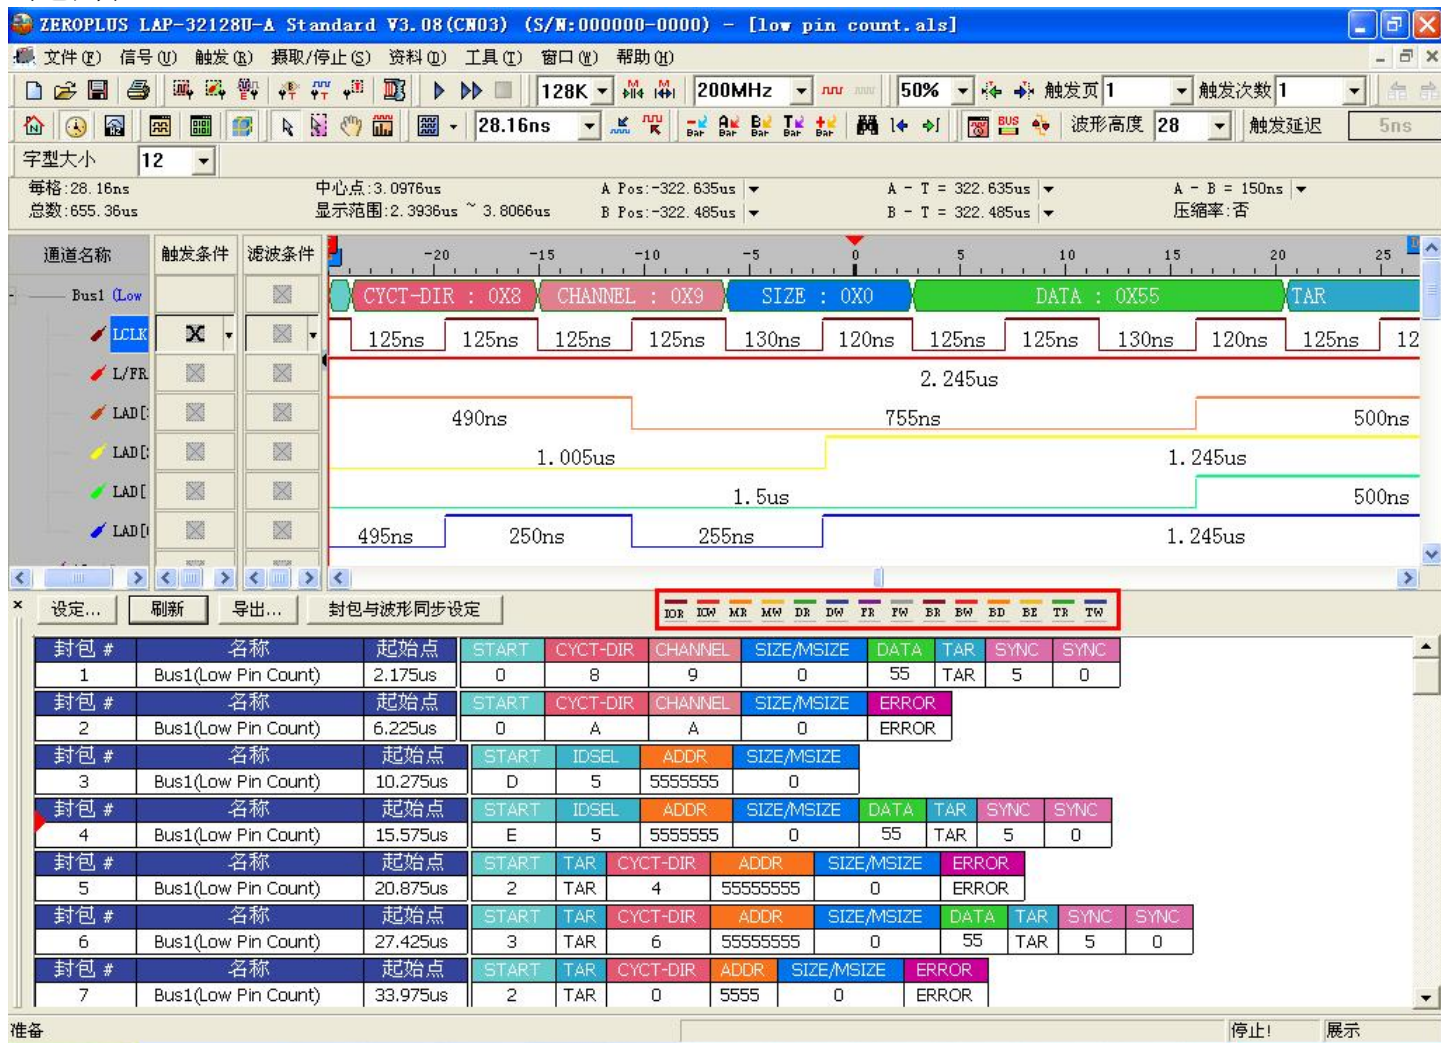 ZEROPLUS LAP-32128U-A Standard V3.08(CN03) (S/N:000000-0000) - [low pin count.als]
文件(F) 信号(U) 触发(R) 摄取/停止(S) 资料(D) 工具(T) 窗口(W) 帮助(H)
128K 200MHz 50% 触发页 1 触发次数 1
28.16ns Bar Bar Bar Bar Bar BUS 波形高度 28 触发延迟 5ns
字型大小 12
每格:28.16ns 中心点:3.0976us A Pos:-322.635us A - T = 322.635us A - B = 150ns
总数:655.36us 显示范围:2.3936us ~ 3.8066us B Pos:-322.485us B - T = 322.485us 压缩率:否
通道名称 触发条件 滤波条件 -20 -15 -10 -5 0 5 10 15 20 25
Bus1 (Low CYCT-DIR : 0X8 CHANNEL : 0X9 SIZE : 0X0 DATA : 0X55 TAR
LCLK 125ns 125ns 125ns 125ns 130ns 120ns 125ns 125ns 130ns 120ns 125ns 12
L/FR 2.245us
LAD[ 490ns 755ns 500ns
LAD[ 1.005us 1.245us
LAD[ 1.5us 500ns
LAD[ 495ns 250ns 255ns 1.245us
设定... 刷新 导出... 封包与波形同步设定 IOR IOW MR MW DR DW FR FW BR BW BD BE TR TW
封包 # 名称 起始点 START CYCT-DIR CHANNEL SIZE/MSIZE DATA TAR SYNC SYNC
1 Bus1(Low Pin Count) 2.175us 0 8 9 0 55 TAR 5 0
封包 # 名称 起始点 START CYCT-DIR CHANNEL SIZE/MSIZE ERROR
2 Bus1(Low Pin Count) 6.225us 0 A A 0 ERROR
封包 # 名称 起始点 START IDSEL ADDR SIZE/MSIZE
3 Bus1(Low Pin Count) 10.275us D 5 5555555 0
封包 # 名称 起始点 START IDSEL ADDR SIZE/MSIZE DATA TAR SYNC SYNC
4 Bus1(Low Pin Count) 15.575us E 5 5555555 0 55 TAR 5 0
封包 # 名称 起始点 START TAR CYCT-DIR ADDR SIZE/MSIZE ERROR
5 Bus1(Low Pin Count) 20.875us 2 TAR 4 55555555 0 ERROR
封包 # 名称 起始点 START TAR CYCT-DIR ADDR SIZE/MSIZE DATA TAR SYNC SYNC
6 Bus1(Low Pin Count) 27.425us 3 TAR 6 55555555 0 55 TAR 5 0
封包 # 名称 起始点 START TAR CYCT-DIR ADDR SIZE/MSIZE ERROR
7 Bus1(Low Pin Count) 33.975us 2 TAR 0 5555 0 ERROR
准备 停止! 展示